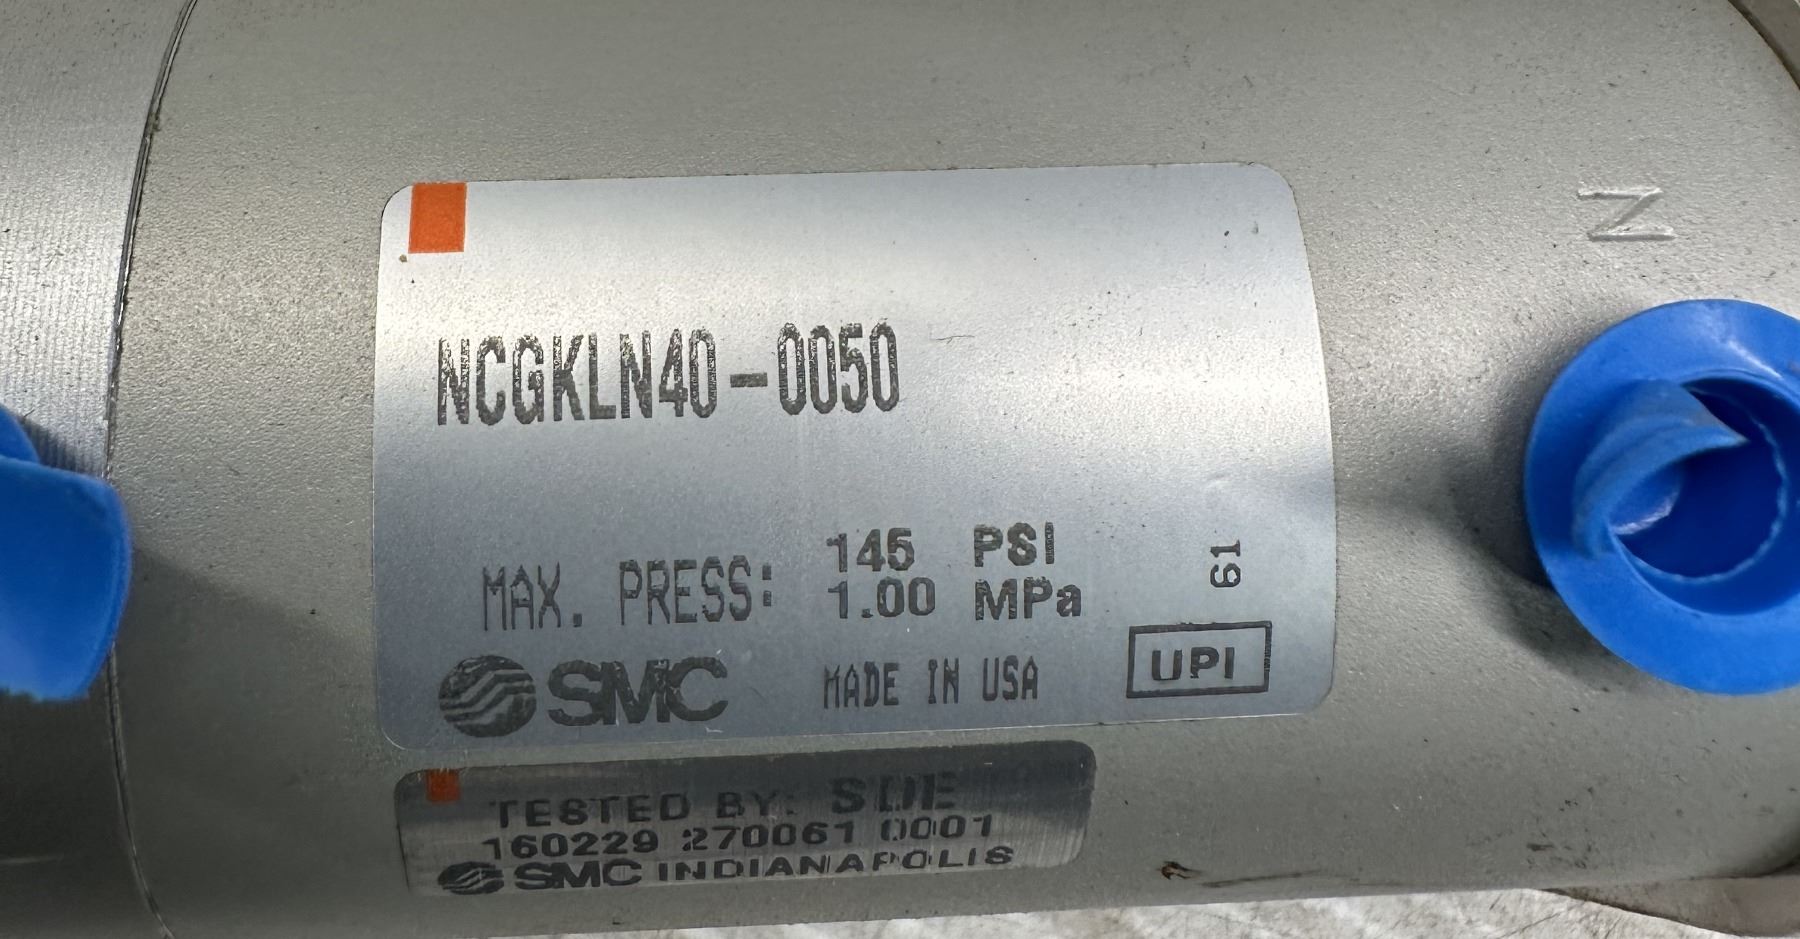 N
NCGKLN40-0050
MAX. PRESS: 145 PSI
1.00 MPa
61
SMC MADE IN USA UPI
TESTED BY: SDE
160229 270061 0001
SMC INDIANAPOLIS